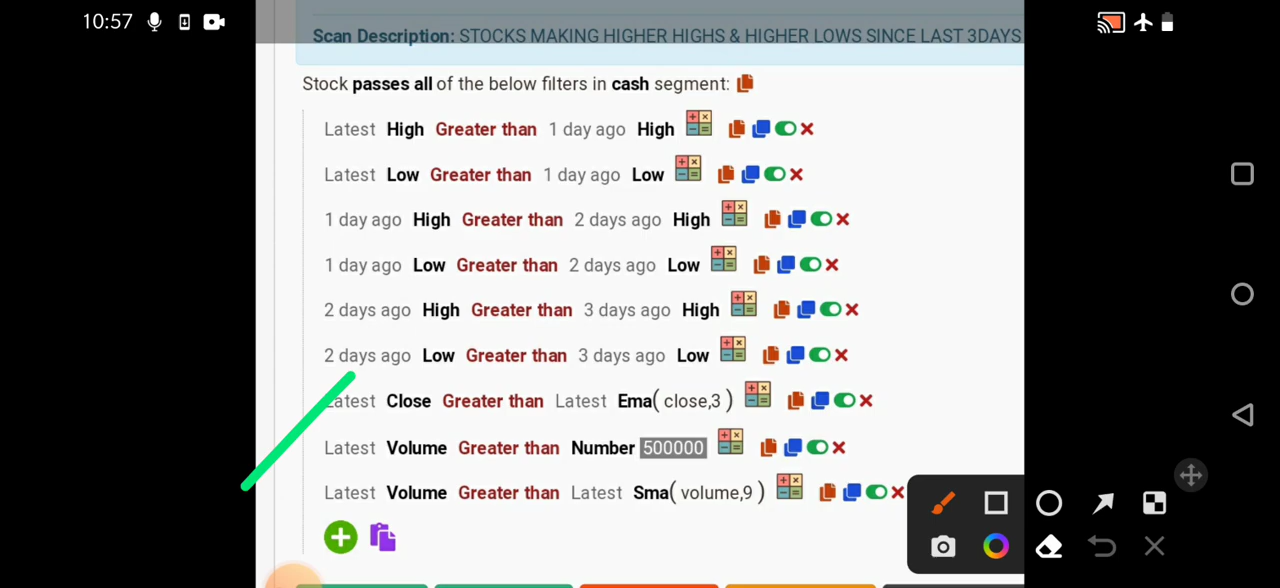 10:57
Scan Description: STOCKS MAKING HIGHER HIGHS & HIGHER LOWS SINCE LAST 3DAYS
Stock passes all of the below filters in cash segment:
Latest High Greater than 1 day ago High
Latest Low Greater than 1 day ago Low
1 day ago High Greater than 2 days ago High
1 day ago Low Greater than 2 days ago Low
2 days ago High Greater than 3 days ago High
2 days ago Low Greater than 3 days ago Low
Latest Close Greater than Latest Ema( close,3 )
Latest Volume Greater than Number 500000
Latest Volume Greater than Latest Sma( volume,9 )